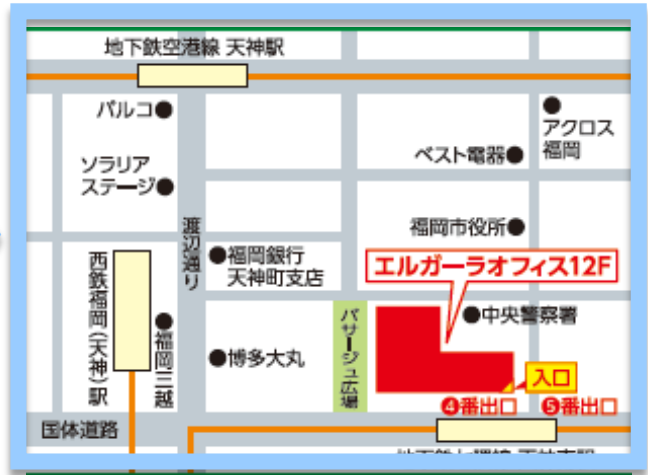 地下鉄空港線 天神駅
パルコ
アクロス
福岡
ベスト電器
ソラリア
ステージ
渡辺通り
福岡市役所
福岡銀行
天神町支店
エルガーラオフィス12F
西鉄福岡(天神)駅
福岡三越
パサージュ広場
中央警察署
博多大丸
入口
4番出口
5番出口
国体道路